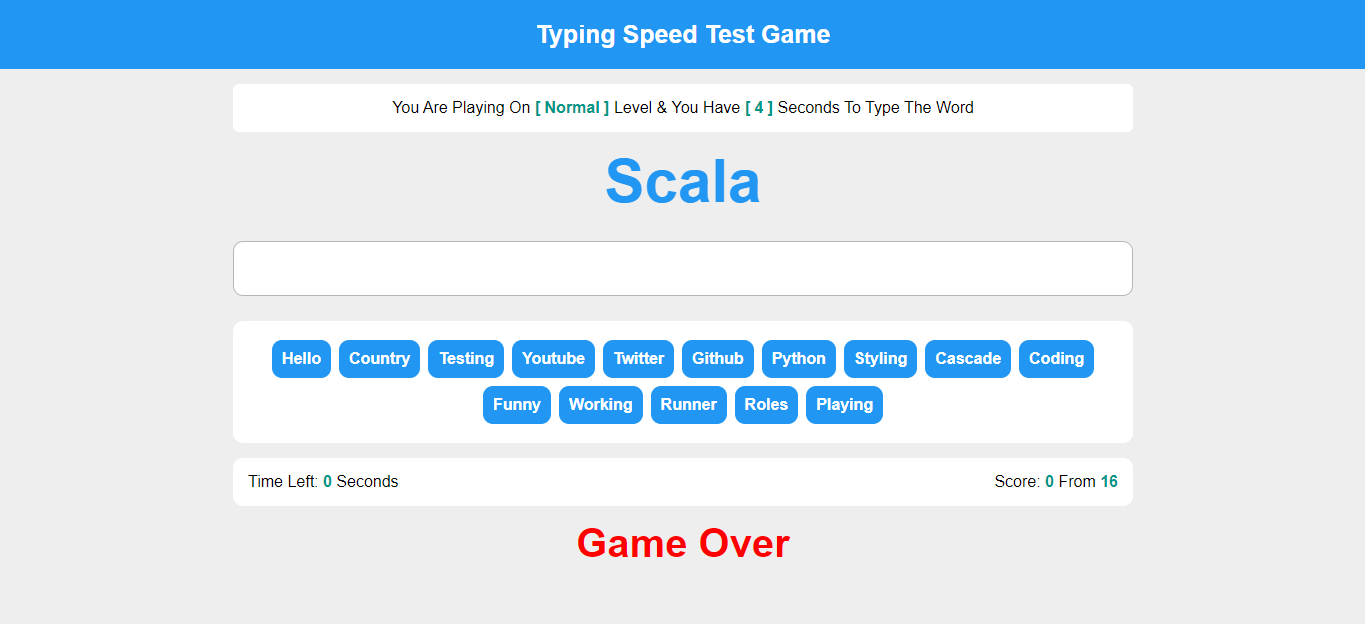 Typing Speed Test Game
You Are Playing On [ Normal ] Level & You Have [ 4 ] Seconds To Type The Word
Scala
Hello Country Testing Youtube Twitter Github Python Styling Cascade Coding
Funny Working Runner Roles Playing
Time Left: 0 Seconds Score: 0 From 16
Game Over